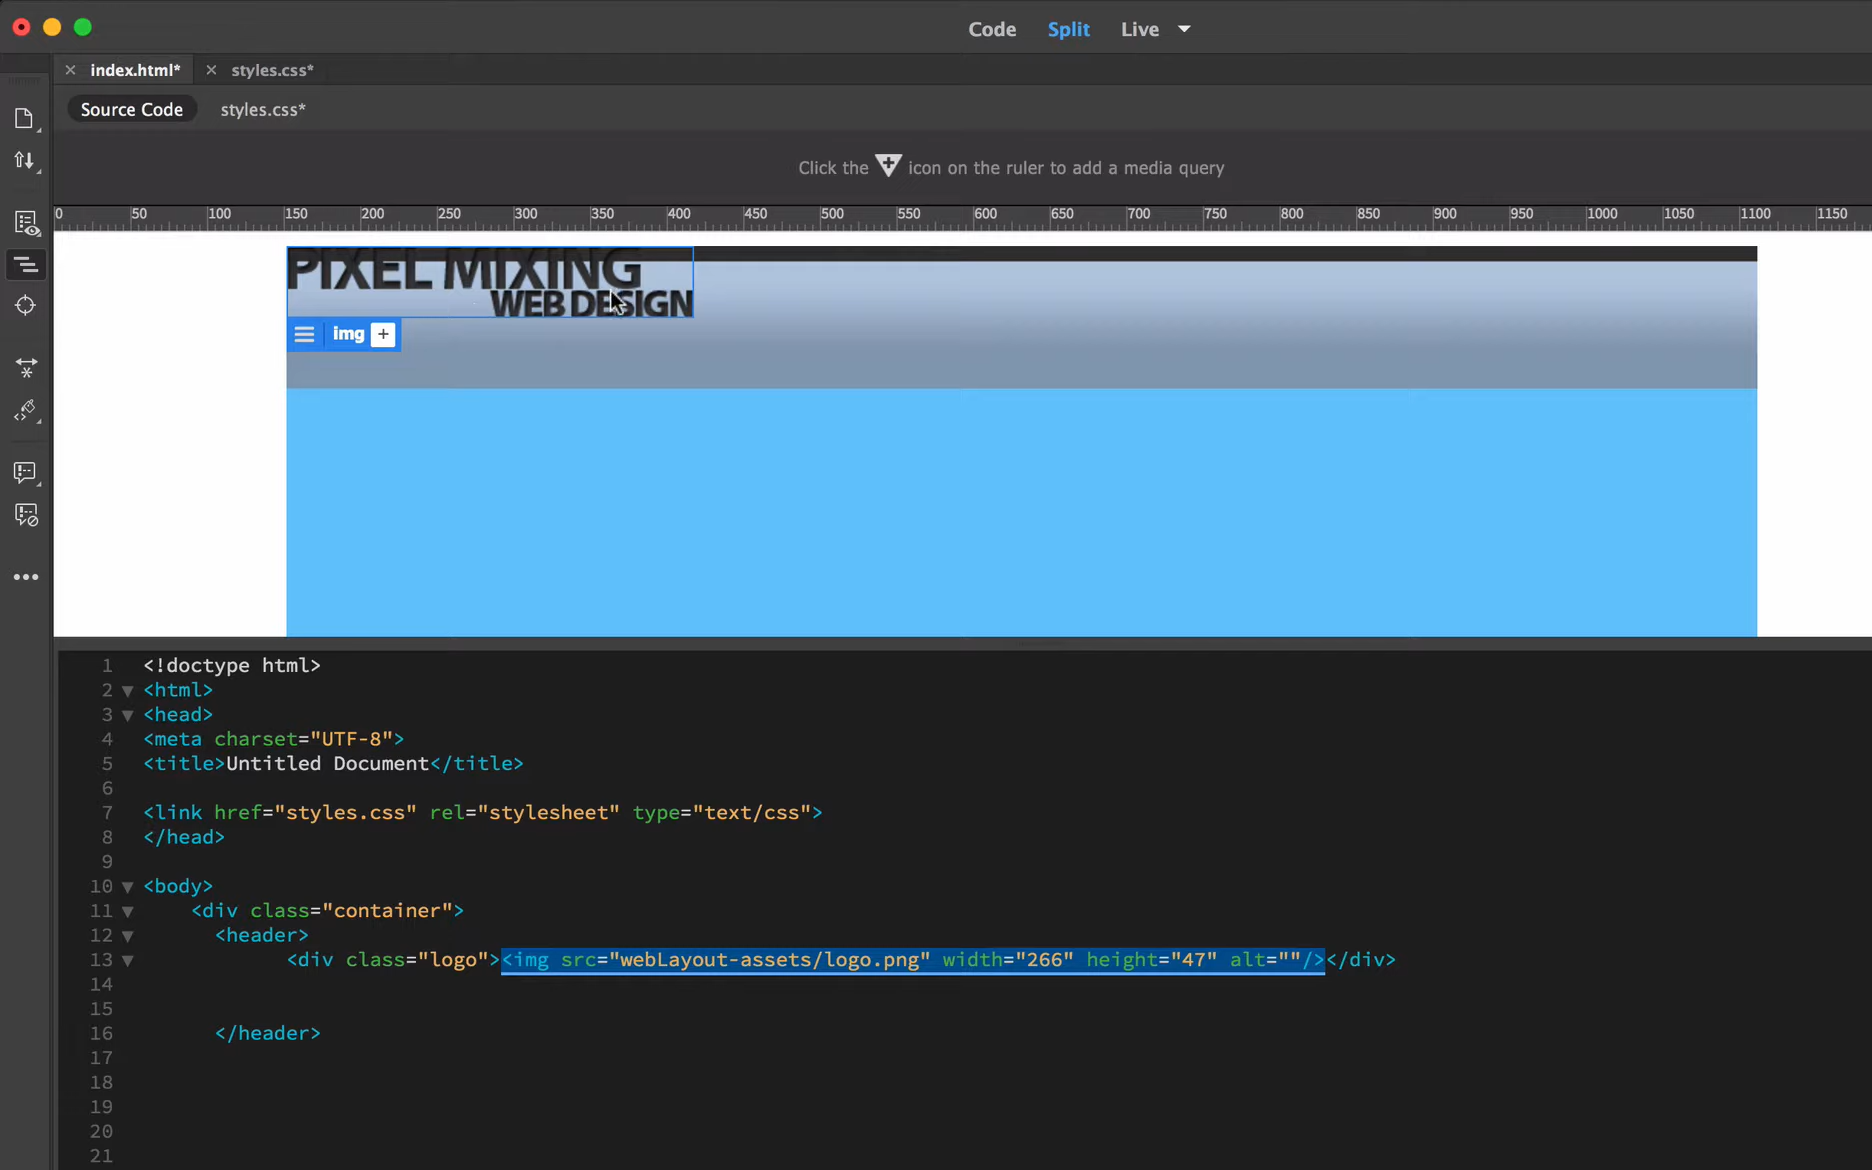 Code Split Live
index.html* styles.css*
Source Code styles.css*
Click the icon on the ruler to add a media query
0 50 100 150 200 250 300 350 400 450 500 550 600 650 700 750 800 850 900 950 1000 1050 1100 1150
PIXEL MIXING
WEB DESIGN
img +
1 <!doctype html>
2 <html>
3 <head>
4 <meta charset="UTF-8">
5 <title>Untitled Document</title>
6
7 <link href="styles.css" rel="stylesheet" type="text/css">
8 </head>
9
10 <body>
11 <div class="container">
12 <header>
13 <div class="logo"><img src="webLayout-assets/logo.png" width="266" height="47" alt=""/></div>
14
15
16 </header>
17
18
19
20
21